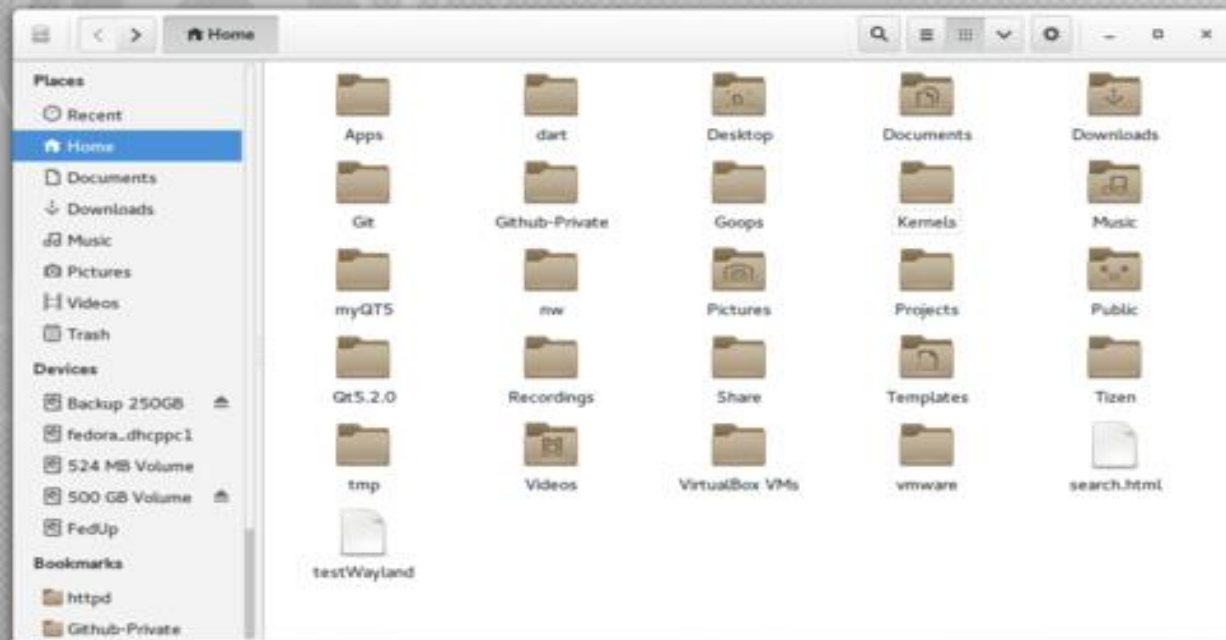 Home
Places
Recent
Home
Documents
Downloads
Music
Pictures
Videos
Trash
Devices
Backup 250GB
fedora_dhcppc1
524 MB Volume
500 GB Volume
FedUp
Bookmarks
httpd
Github-Private
Apps dart Desktop Documents Downloads
Git Github-Private Goops Kernels Music
myQT5 nw Pictures Projects Public
Qt5.2.0 Recordings Share Templates Tizen
tmp Videos VirtualBox VMs vmware search.html
testWayland